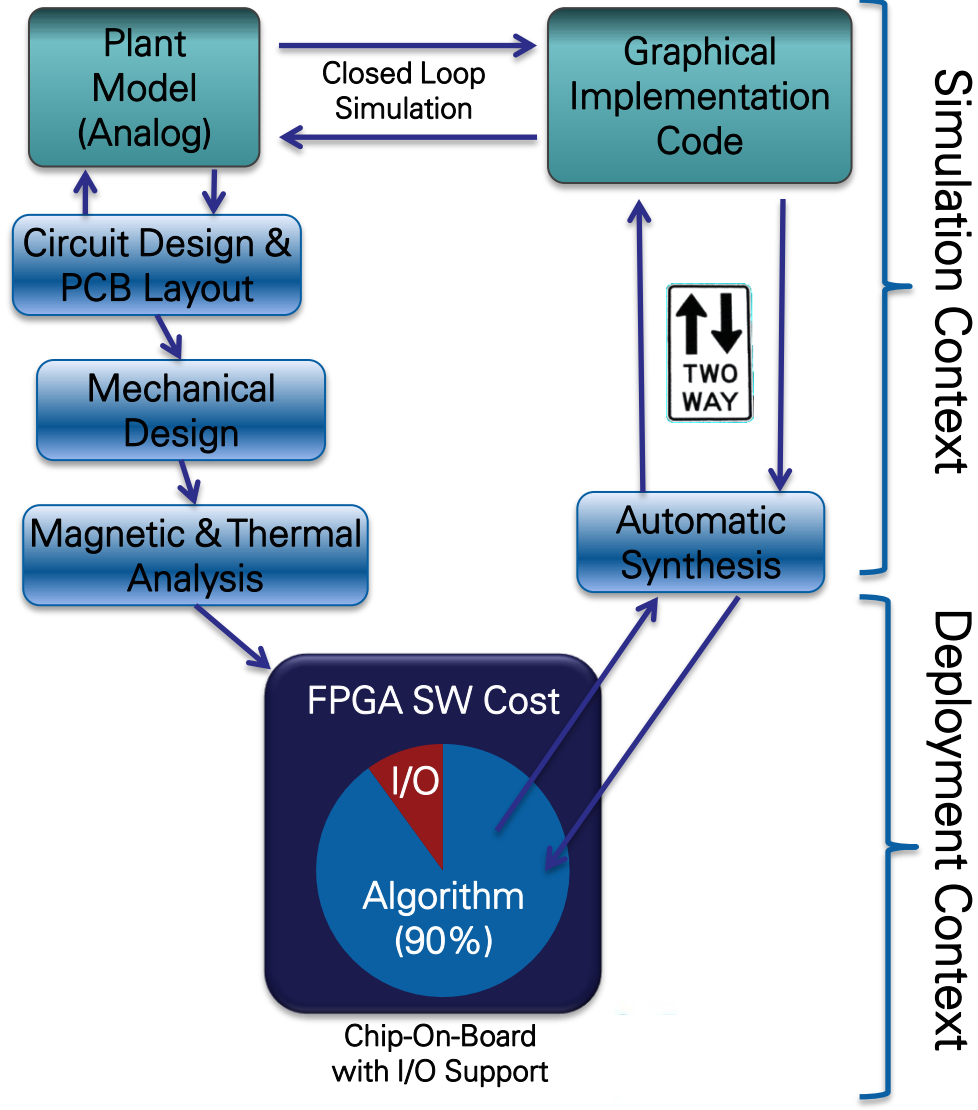 Plant
Model
(Analog)
Closed Loop
Simulation
Graphical
Implementation
Code
Circuit Design &
PCB Layout
Mechanical
Design
Magnetic & Thermal
Analysis
TWO
WAY
Automatic
Synthesis
Simulation Context
FPGA SW Cost
I/O
Algorithm
(90%)
Chip-On-Board
with I/O Support
Deployment Context